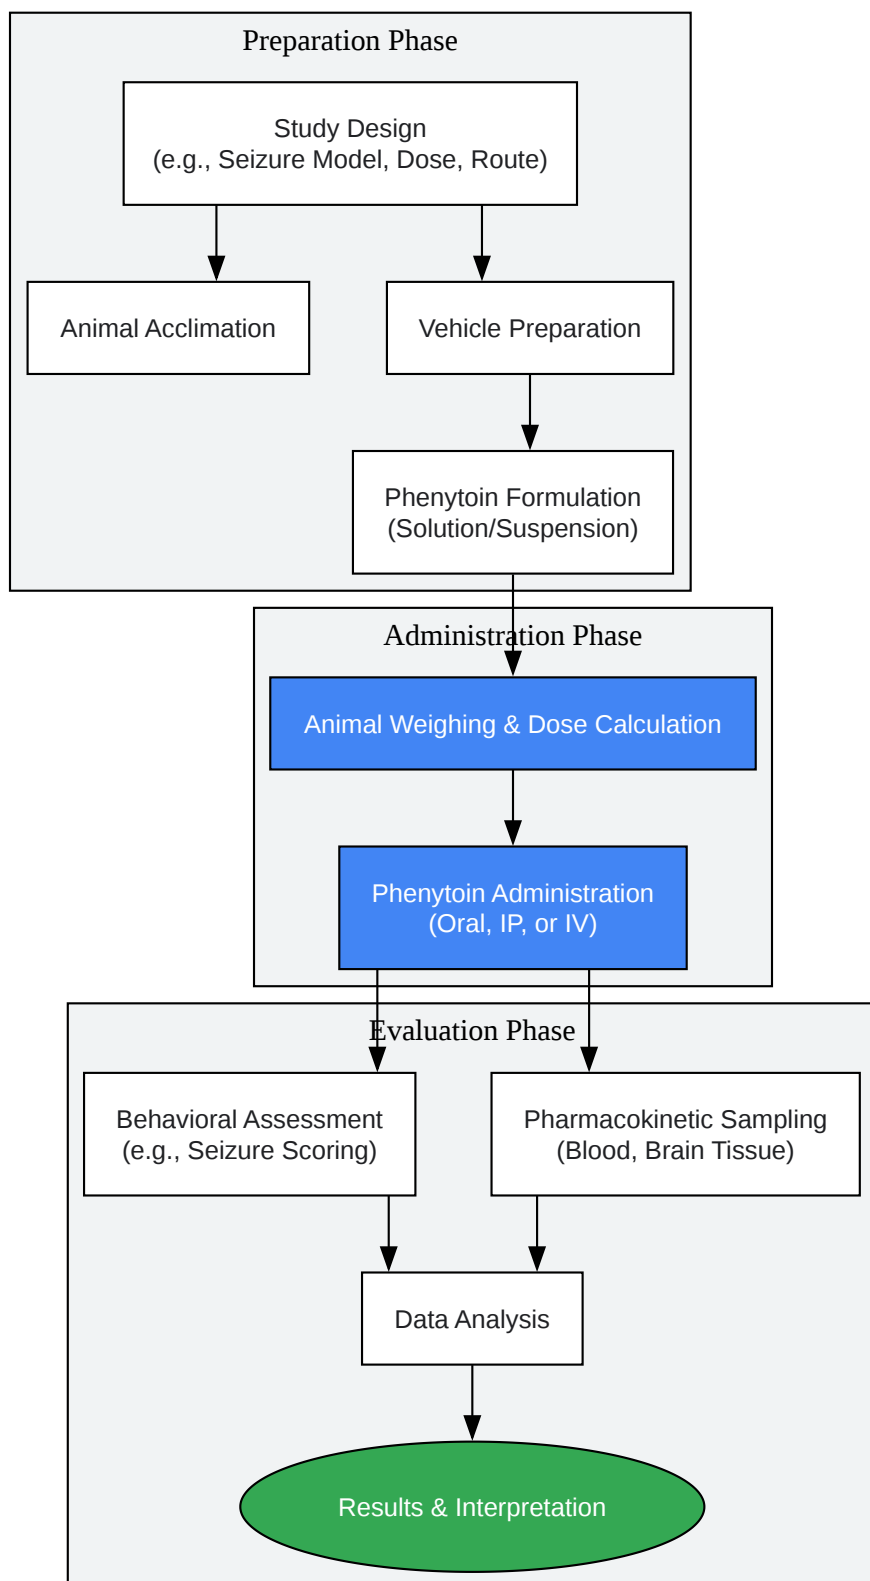 Preparation Phase
Study Design
(e.g., Seizure Model, Dose, Route)
Animal Acclimation
Vehicle Preparation
Phenytoin Formulation
(Solution/Suspension)
Administration Phase
Animal Weighing & Dose Calculation
Phenytoin Administration
(Oral, IP, or IV)
Evaluation Phase
Behavioral Assessment
(e.g., Seizure Scoring)
Pharmacokinetic Sampling
(Blood, Brain Tissue)
Data Analysis
Results & Interpretation